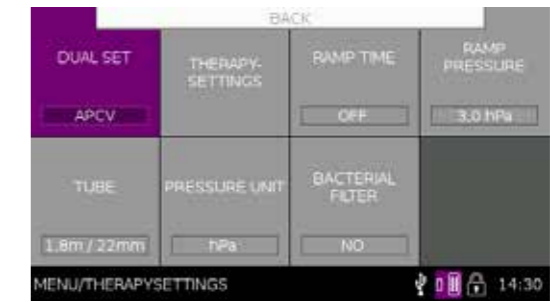 BACK
DUAL SET
APCV
THERAPY-
SETTINGS
RAMP TIME
OFF
RAMP
PRESSURE
3.0 hPa
TUBE
1.8m / 22mm
PRESSURE UNIT
hPa
BACTERIAL
FILTER
NO
MENU/THERAPYSETTINGS
14:30